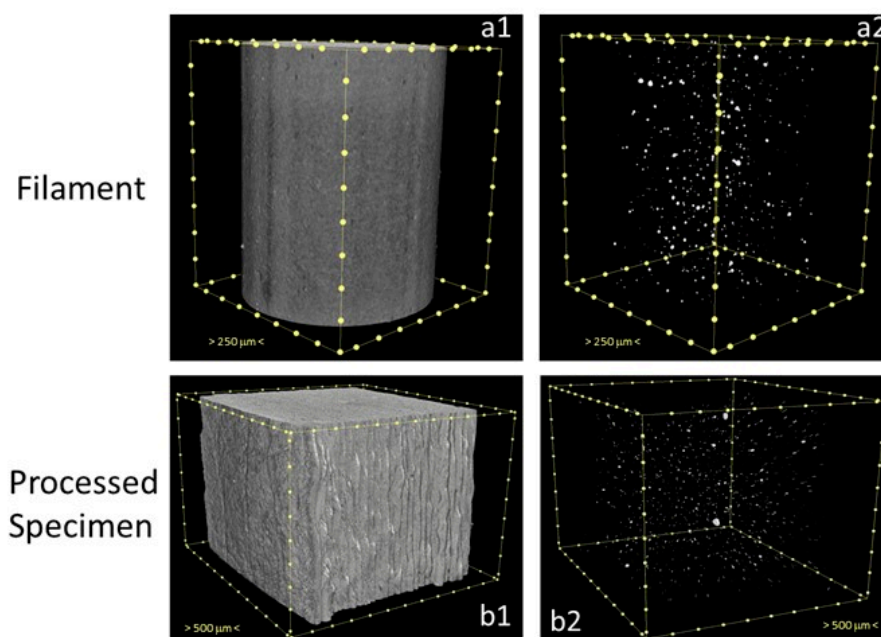 a1
a2
Filament
> 250 µm <
> 250 µm <
Processed
Specimen
> 500 µm <
b1
b2
> 500 µm <